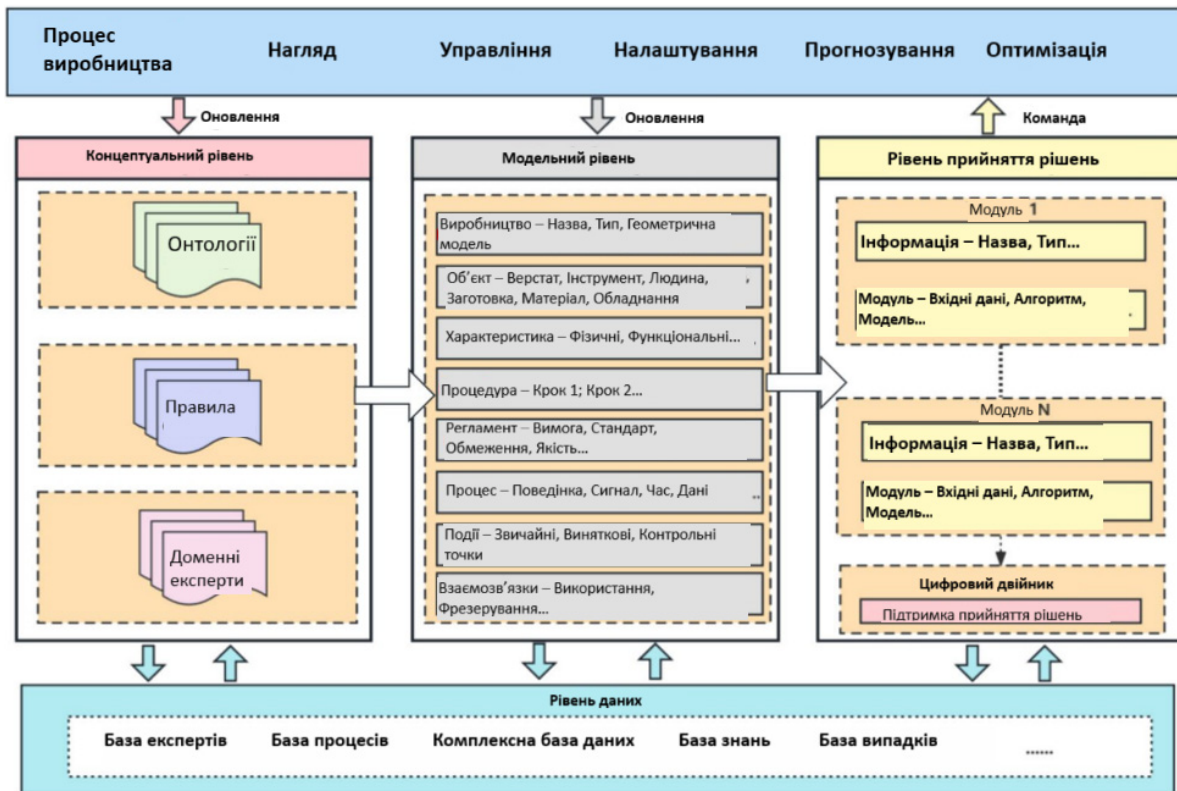 Процес
виробництва
Нагляд
Управління
Налаштування
Прогнозування
Оптимізація
Оновлення
Оновлення
Команда
Концептуальний рівень
Онтології
Правила
Доменні
експерти
Модельний рівень
Виробництво – Назва, Тип, Геометрична
модель
Об’єкт – Верстат, Інструмент, Людина,
Заготовка, Матеріал, Обладнання
Характеристика – Фізичні, Функціональні...
Процедура – Крок 1; Крок 2...
Регламент – Вимога, Стандарт,
Обмеження, Якість...
Процес – Поведінка, Сигнал, Час, Дані ..
Події – Звичайні, Виняткові, Контрольні
точки
Взаємозв’язки – Використання,
Фрезерування...
Рівень прийняття рішень
Модуль 1
Інформація – Назва, Тип...
Модуль – Вхідні дані, Алгоритм,
Модель...
Модуль N
Інформація – Назва, Тип...
Модуль – Вхідні дані, Алгоритм,
Модель...
Цифровий двійник
Підтримка прийняття рішень
Рівень даних
База експертів
База процесів
Комплексна база даних
База знань
База випадків
......